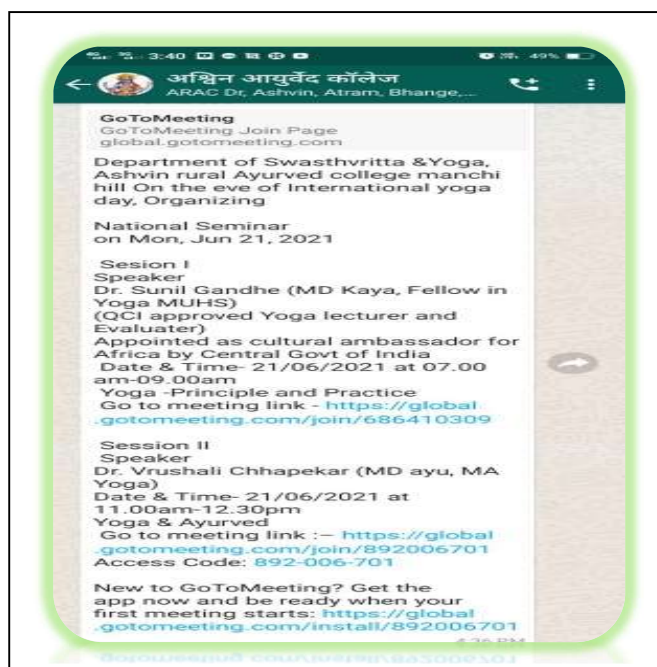 3:40
49%
अश्विन आयुर्वेद कॉलेज
ARAC Dr, Ashvin, Atram, Bhange,...
GoToMeeting
GoToMeeting Join Page
global.gotomeeting.com
Department of Swasthvritta &Yoga,
Ashvin rural Ayurved college manchi
hill On the eve of International yoga
day, Organizing
National Seminar
on Mon, Jun 21, 2021
Sesion I
Speaker
Dr. Sunil Gandhe (MD Kaya, Fellow in
Yoga MUHS)
(QCI approved Yoga lecturer and
Evaluater)
Appointed as cultural ambassador for
Africa by Central Govt of India
Date & Time- 21/06/2021 at 07.00
am-09.00am
Yoga -Principle and Practice
Go to meeting link - https://global
.gotomeeting.com/join/686410309
Session II
Speaker
Dr. Vrushali Chhapekar (MD ayu, MA
Yoga)
Date & Time- 21/06/2021 at
11.00am-12.30pm
Yoga & Ayurved
Go to meeting link :– https://global
.gotomeeting.com/join/892006701
Access Code: 892-006-701
New to GoToMeeting? Get the
app now and be ready when your
first meeting starts: https://global
.gotomeeting.com/install/892006701
4:36 PM